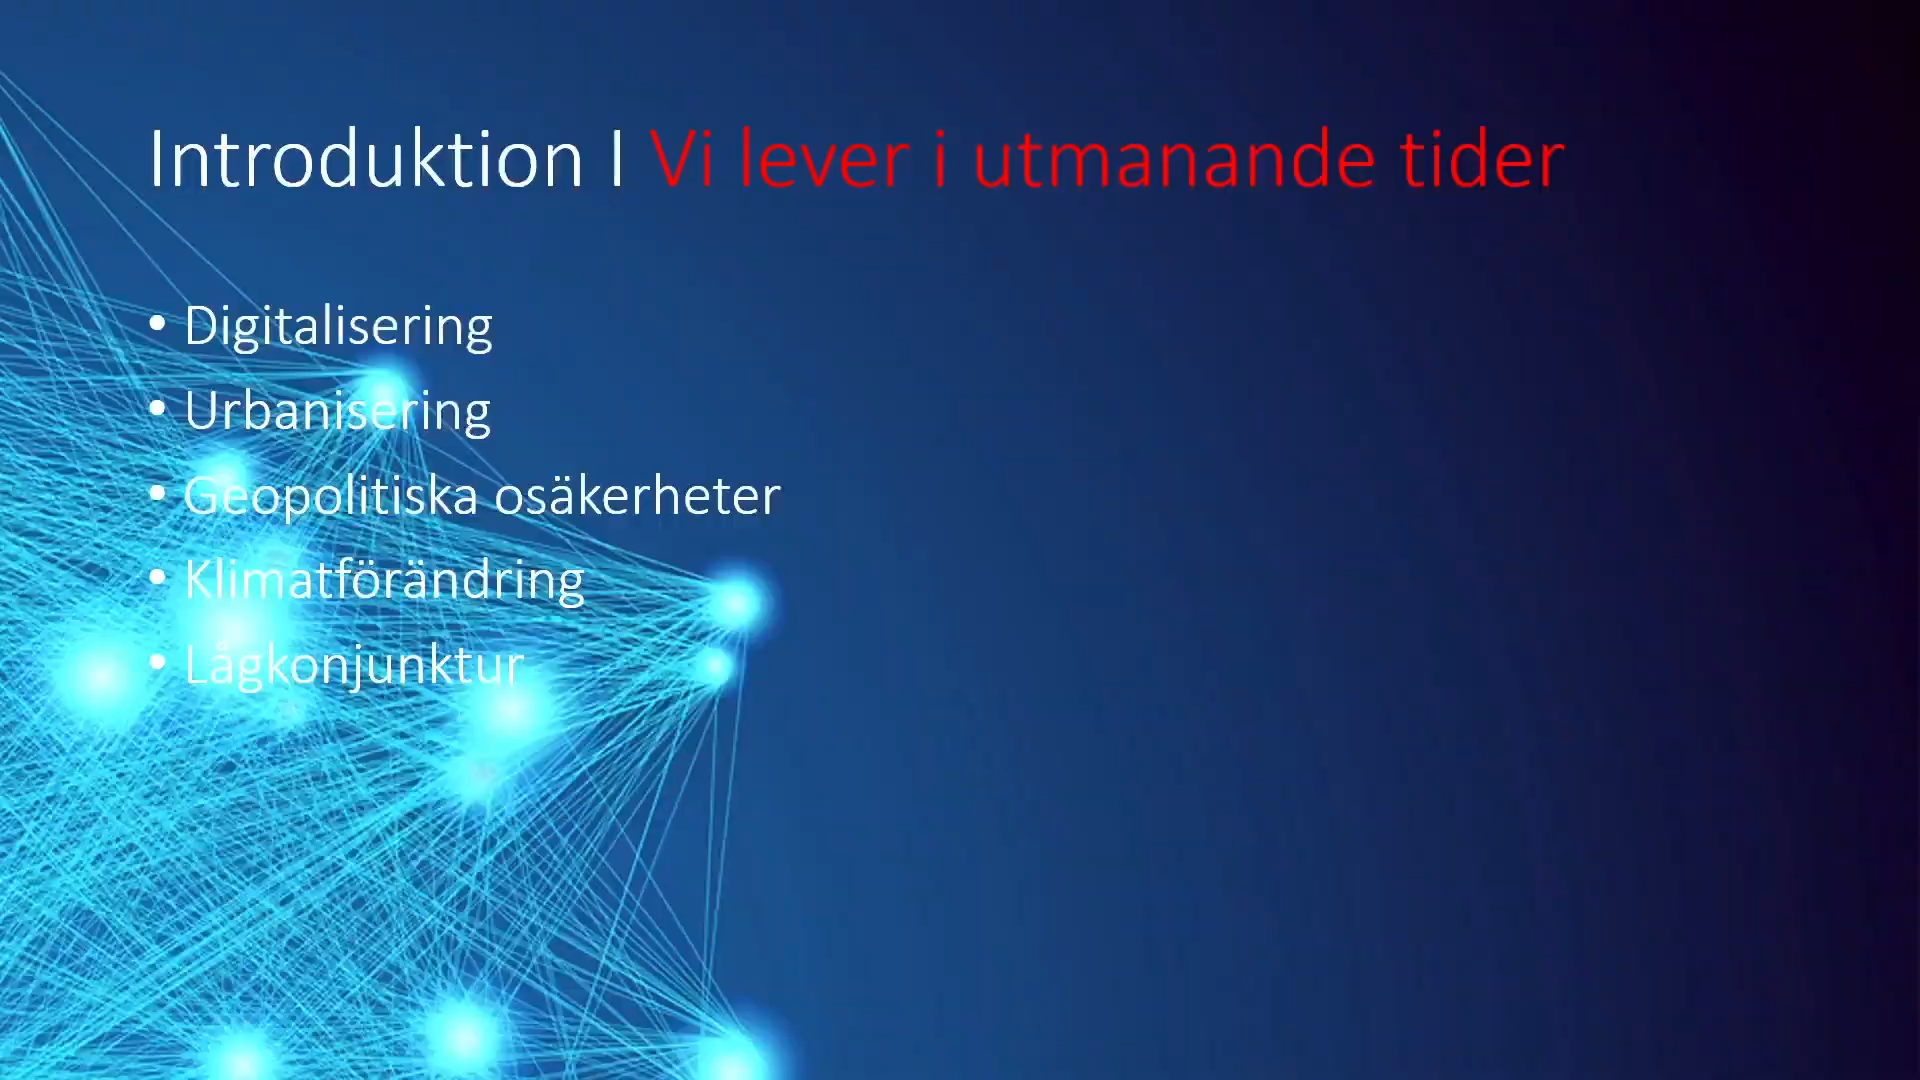 Introduktion I Vi lever i utmanande tider
• Digitalisering
• Urbanisering
• Geopolitiska osäkerheter
• Klimatförändring
• Lågkonjunktur